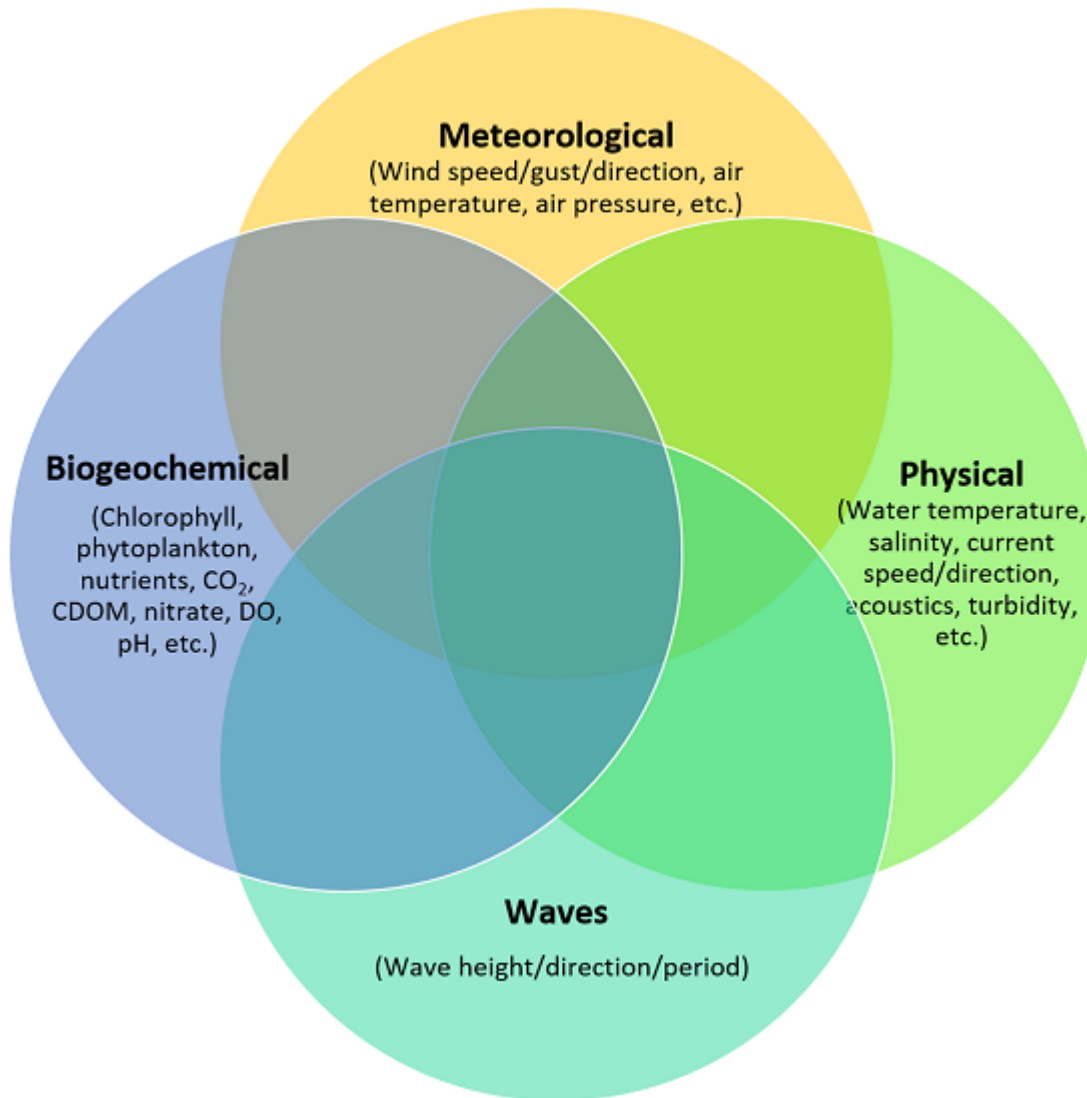 Meteorological
(Wind speed/gust/direction, air
temperature, air pressure, etc.)
Biogeochemical
(Chlorophyll,
phytoplankton,
nutrients, CO₂,
CDOM, nitrate, DO,
pH, etc.)
Physical
(Water temperature,
salinity, current
speed/direction,
acoustics, turbidity,
etc.)
Waves
(Wave height/direction/period)